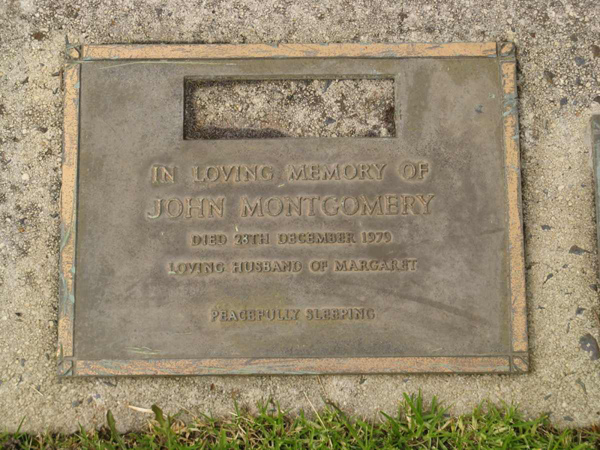 IN LOVING MEMORY OF
JOHN MONTGOMERY
DIED 28TH DECEMBER 1979
LOVING HUSBAND OF MARGARET
PEACEFULLY SLEEPING